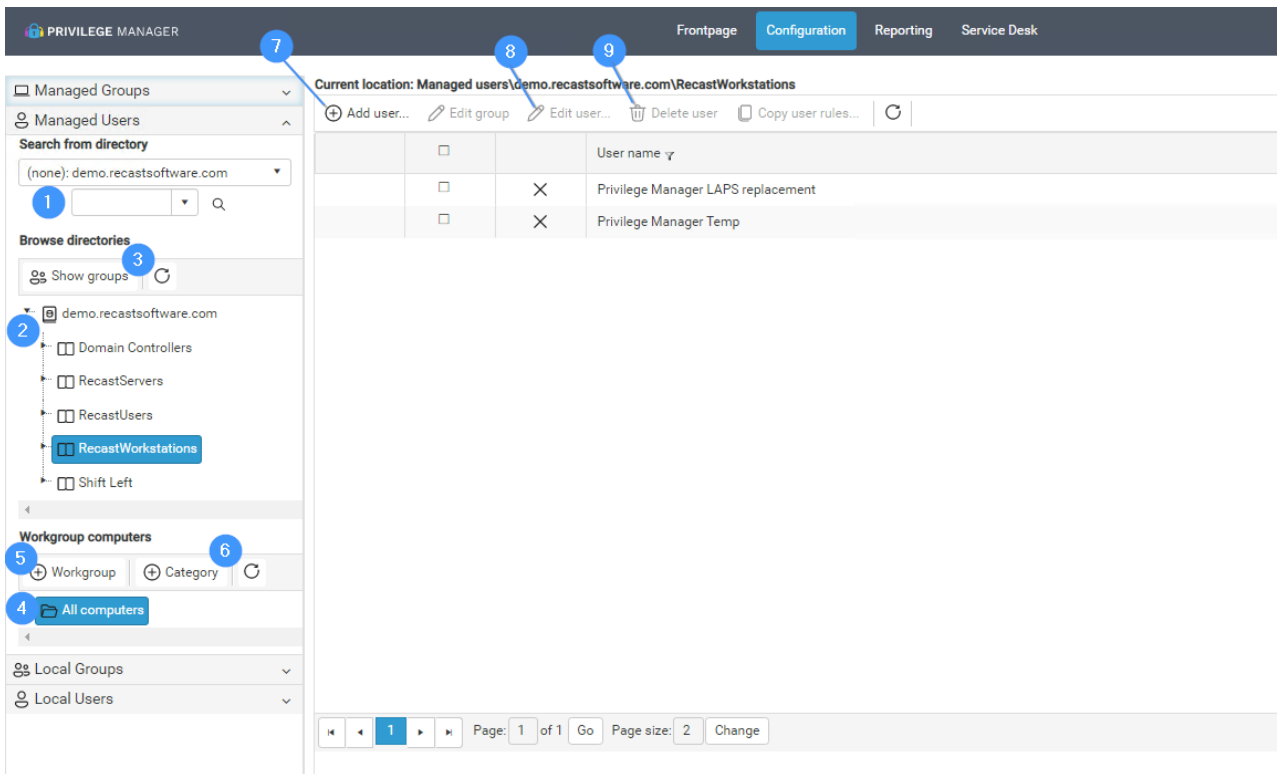 PRIVILEGE MANAGER
Frontpage Configuration Reporting Service Desk
7
8
9
Managed Groups
Managed Users
Search from directory
(none): demo.recastsoftware.com
1
Browse directories
3
Show groups
demo.recastsoftware.com
2
Domain Controllers
RecastServers
RecastUsers
RecastWorkstations
Shift Left
Workgroup computers
6
5
Workgroup Category
4
All computers
Local Groups
Local Users
Current location: Managed users\demo.recastsoftware.com\RecastWorkstations
Add user... Edit group Edit user... Delete user Copy user rules...
User name
Privilege Manager LAPS replacement
Privilege Manager Temp
1 Page: 1 of 1 Go Page size: 2 Change